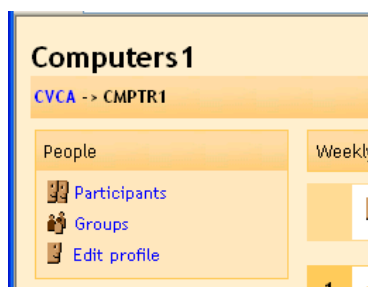 Computers1
CVCA -> CMPTR1
People
Weekly
Participants
Groups
Edit profile
1